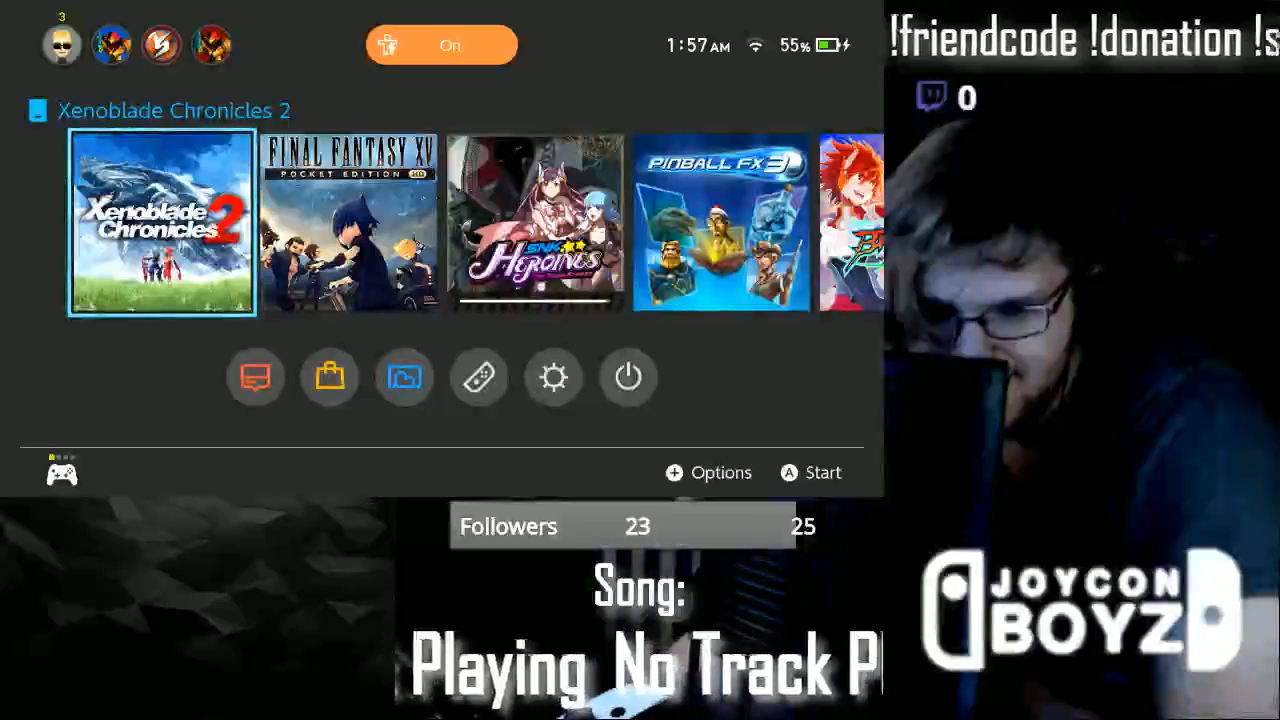 3
On
1:57 AM
55%
!friendcode !donation !s
0
Xenoblade Chronicles 2
Xenoblade Chronicles 2
FINAL FANTASY XV
POCKET EDITION HD
SNK
HEROINES
PINBALL FX3
Options
Start
Followers 23 25
Song:
Playing No Track P
JOYCON
BOYZ